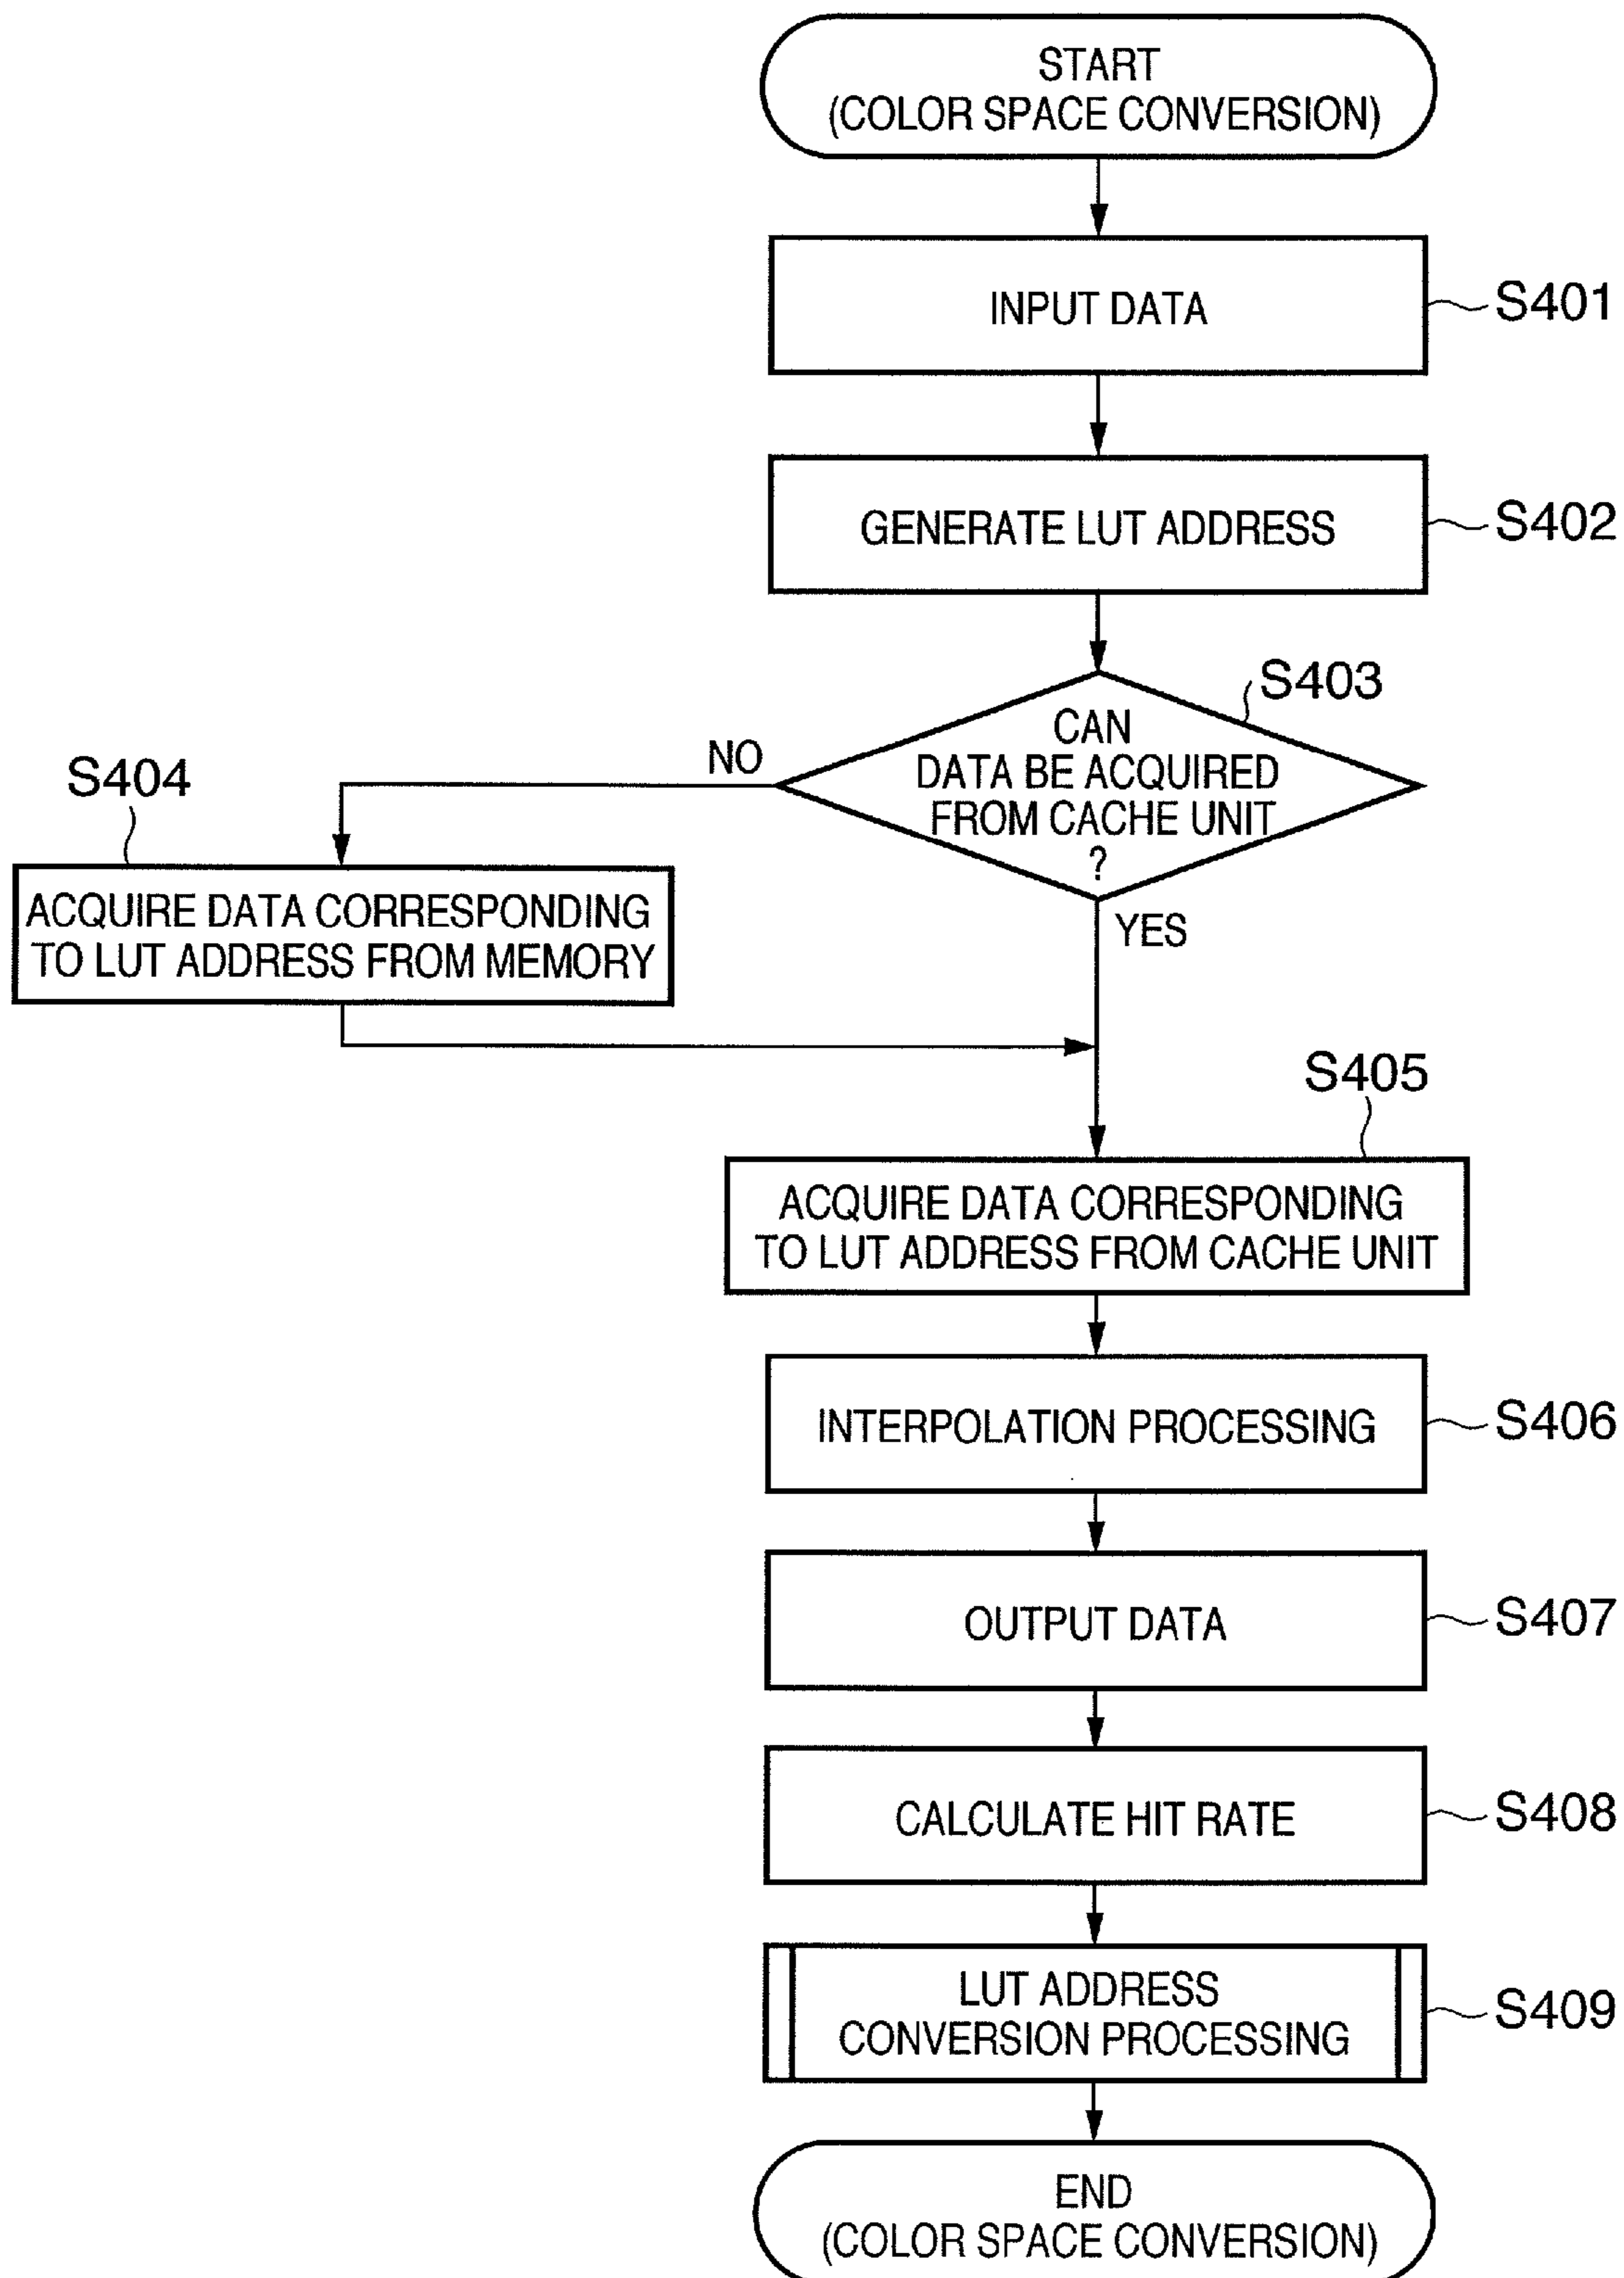 START
(COLOR SPACE CONVERSION)
INPUT DATA
S401
GENERATE LUT ADDRESS
S402
S403
CAN
DATA BE ACQUIRED
FROM CACHE UNIT
?
NO
YES
S404
ACQUIRE DATA CORRESPONDING
TO LUT ADDRESS FROM MEMORY
S405
ACQUIRE DATA CORRESPONDING
TO LUT ADDRESS FROM CACHE UNIT
INTERPOLATION PROCESSING
S406
OUTPUT DATA
S407
CALCULATE HIT RATE
S408
LUT ADDRESS
CONVERSION PROCESSING
S409
END
(COLOR SPACE CONVERSION)